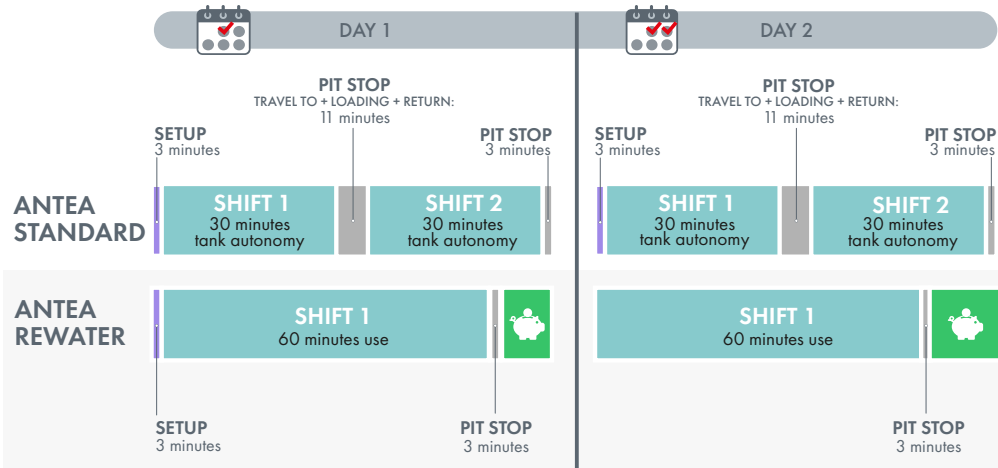 DAY 1
DAY 2
PIT STOP
TRAVEL TO + LOADING + RETURN:
11 minutes
PIT STOP
TRAVEL TO + LOADING + RETURN:
11 minutes
SETUP
3 minutes
PIT STOP
3 minutes
SETUP
3 minutes
PIT STOP
3 minutes
ANTEA
STANDARD
SHIFT 1
30 minutes
tank autonomy
SHIFT 2
30 minutes
tank autonomy
SHIFT 1
30 minutes
tank autonomy
SHIFT 2
30 minutes
tank autonomy
ANTEA
REWATER
SHIFT 1
60 minutes use
SHIFT 1
60 minutes use
SETUP
3 minutes
PIT STOP
3 minutes
PIT STOP
3 minutes